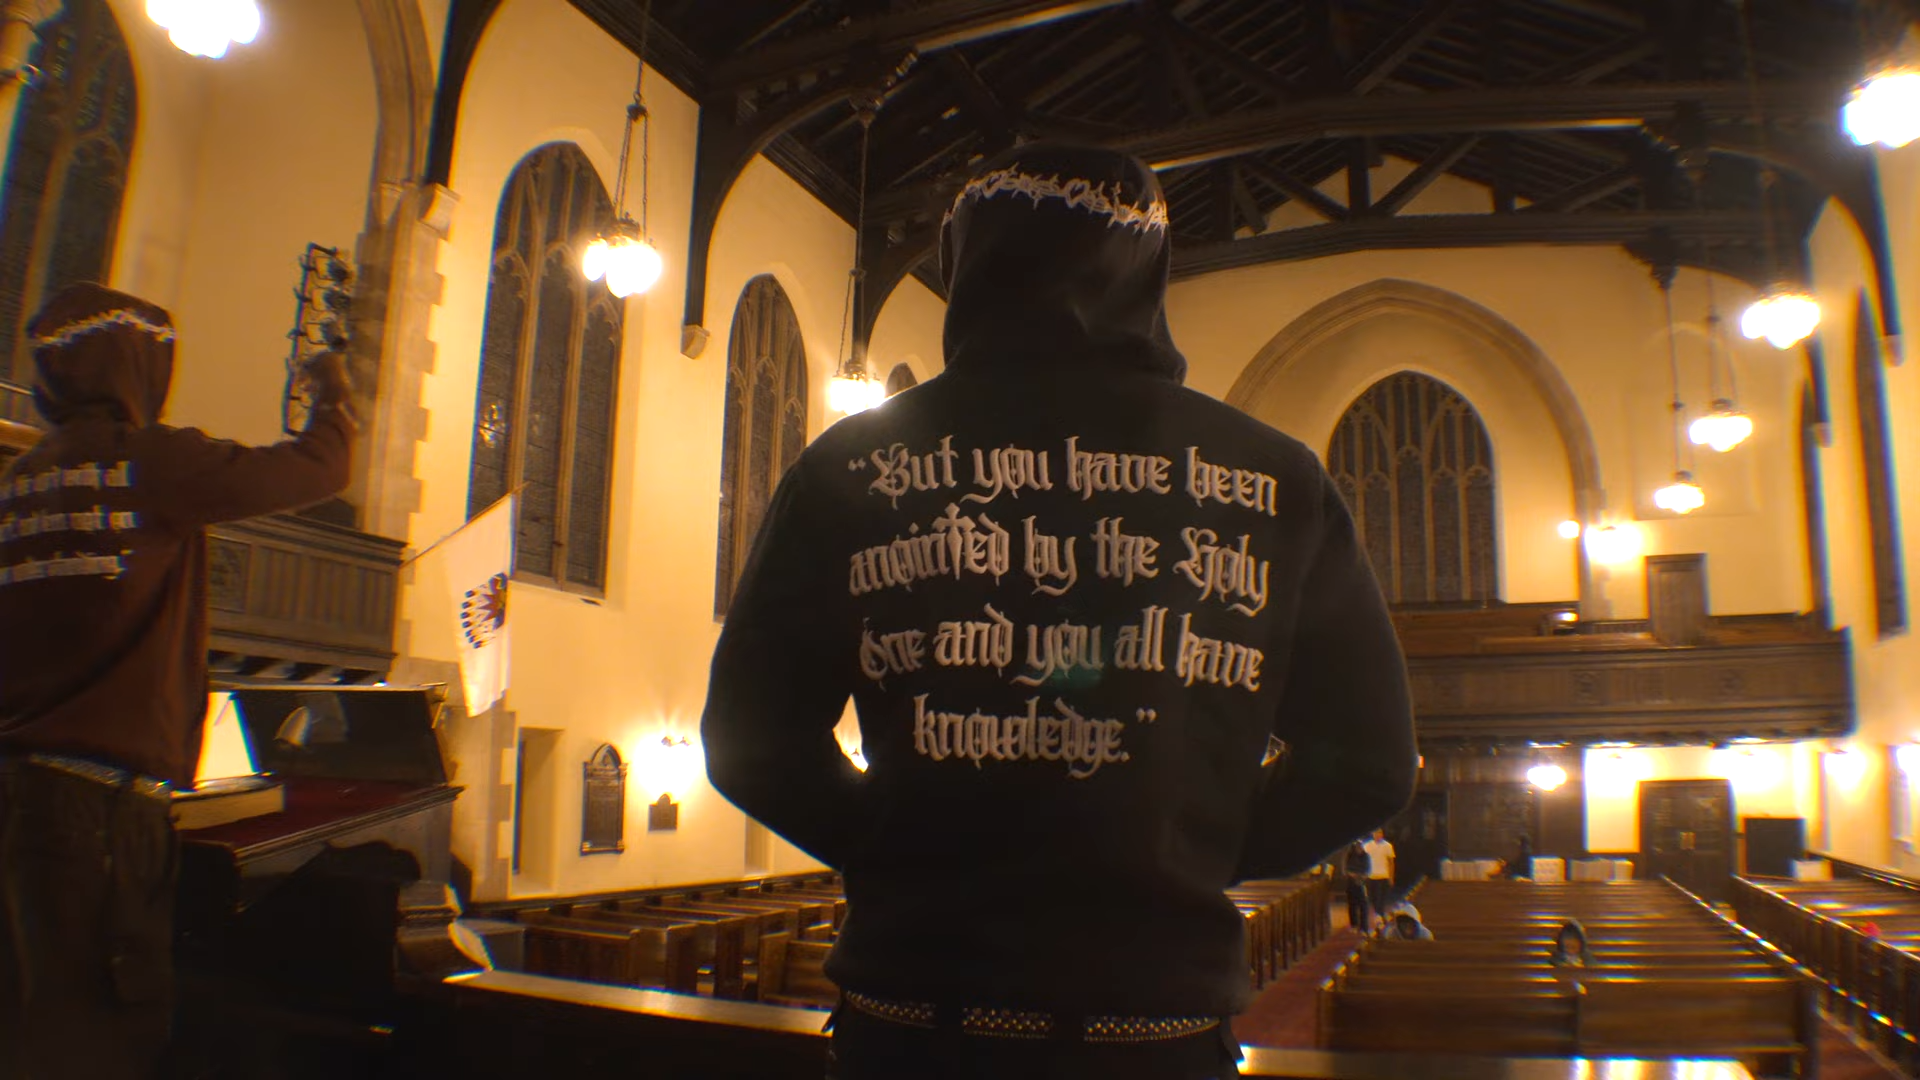 “But you have been
anointed by the Holy
One and you all have
knowledge.”